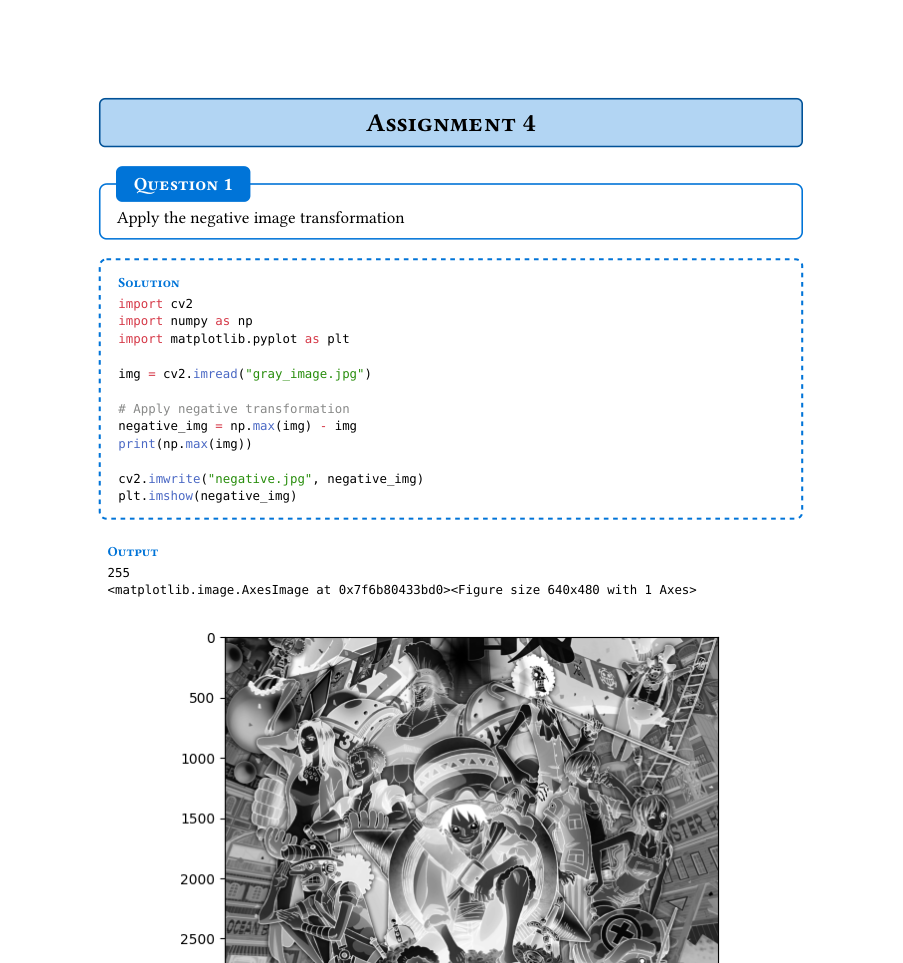 Assignment 4
Question 1
Apply the negative image transformation
Solution
import cv2
import numpy as np
import matplotlib.pyplot as plt
img = cv2.imread("gray_image.jpg")
# Apply negative transformation
negative_img = np.max(img) - img
print(np.max(img))
cv2.imwrite("negative.jpg", negative_img)
plt.imshow(negative_img)
Output
255
<matplotlib.image.AxesImage at 0x7f6b80433bd0><Figure size 640x480 with 1 Axes>
0
500
1000
1500
2000
2500